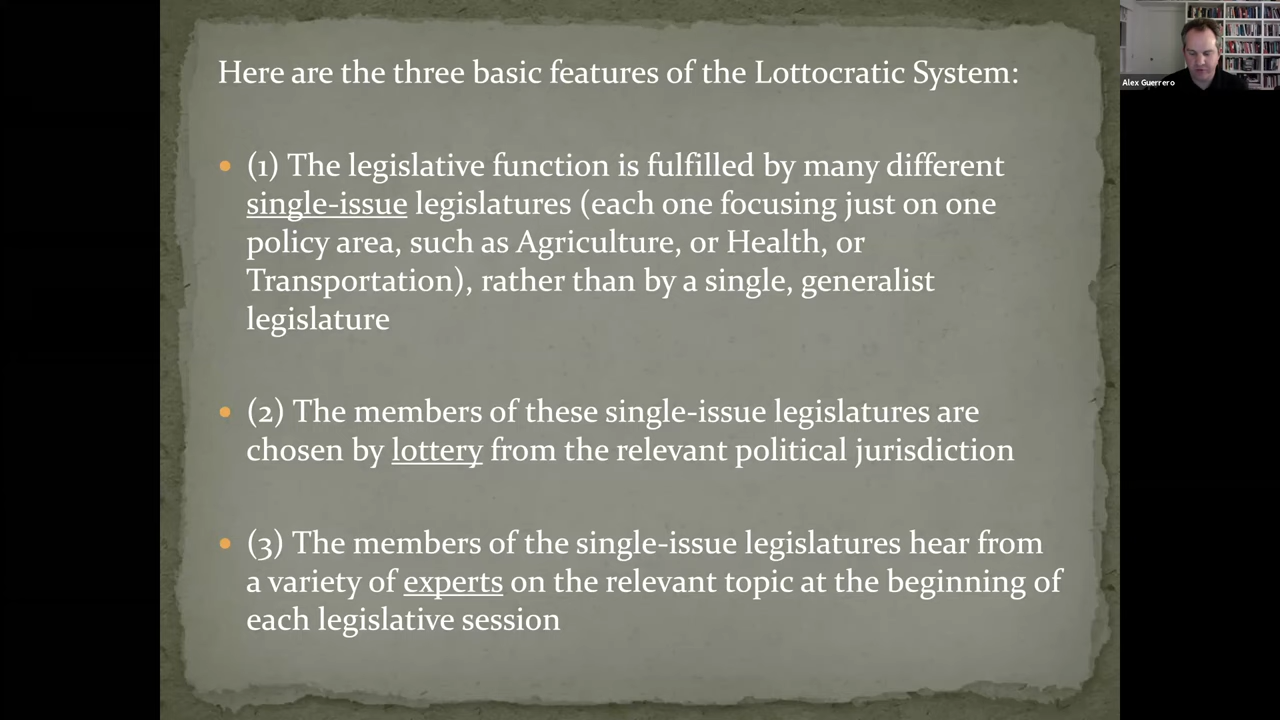 Here are the three basic features of the Lottocratic System:
• (1) The legislative function is fulfilled by many different
single-issue legislatures (each one focusing just on one
policy area, such as Agriculture, or Health, or
Transportation), rather than by a single, generalist
legislature
• (2) The members of these single-issue legislatures are
chosen by lottery from the relevant political jurisdiction
• (3) The members of the single-issue legislatures hear from
a variety of experts on the relevant topic at the beginning of
each legislative session
Alex Guerrero